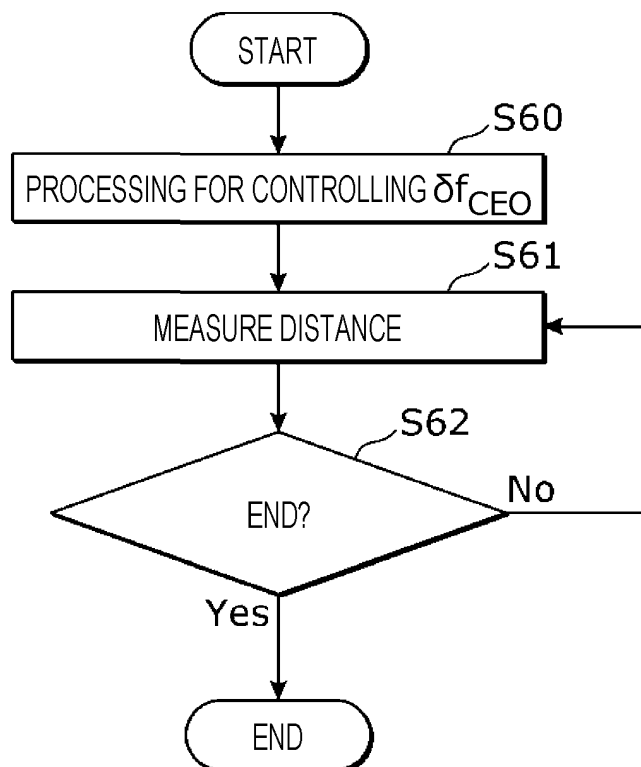 START
S60
PROCESSING FOR CONTROLLING δfCEO
S61
MEASURE DISTANCE
S62
END?
No
Yes
END